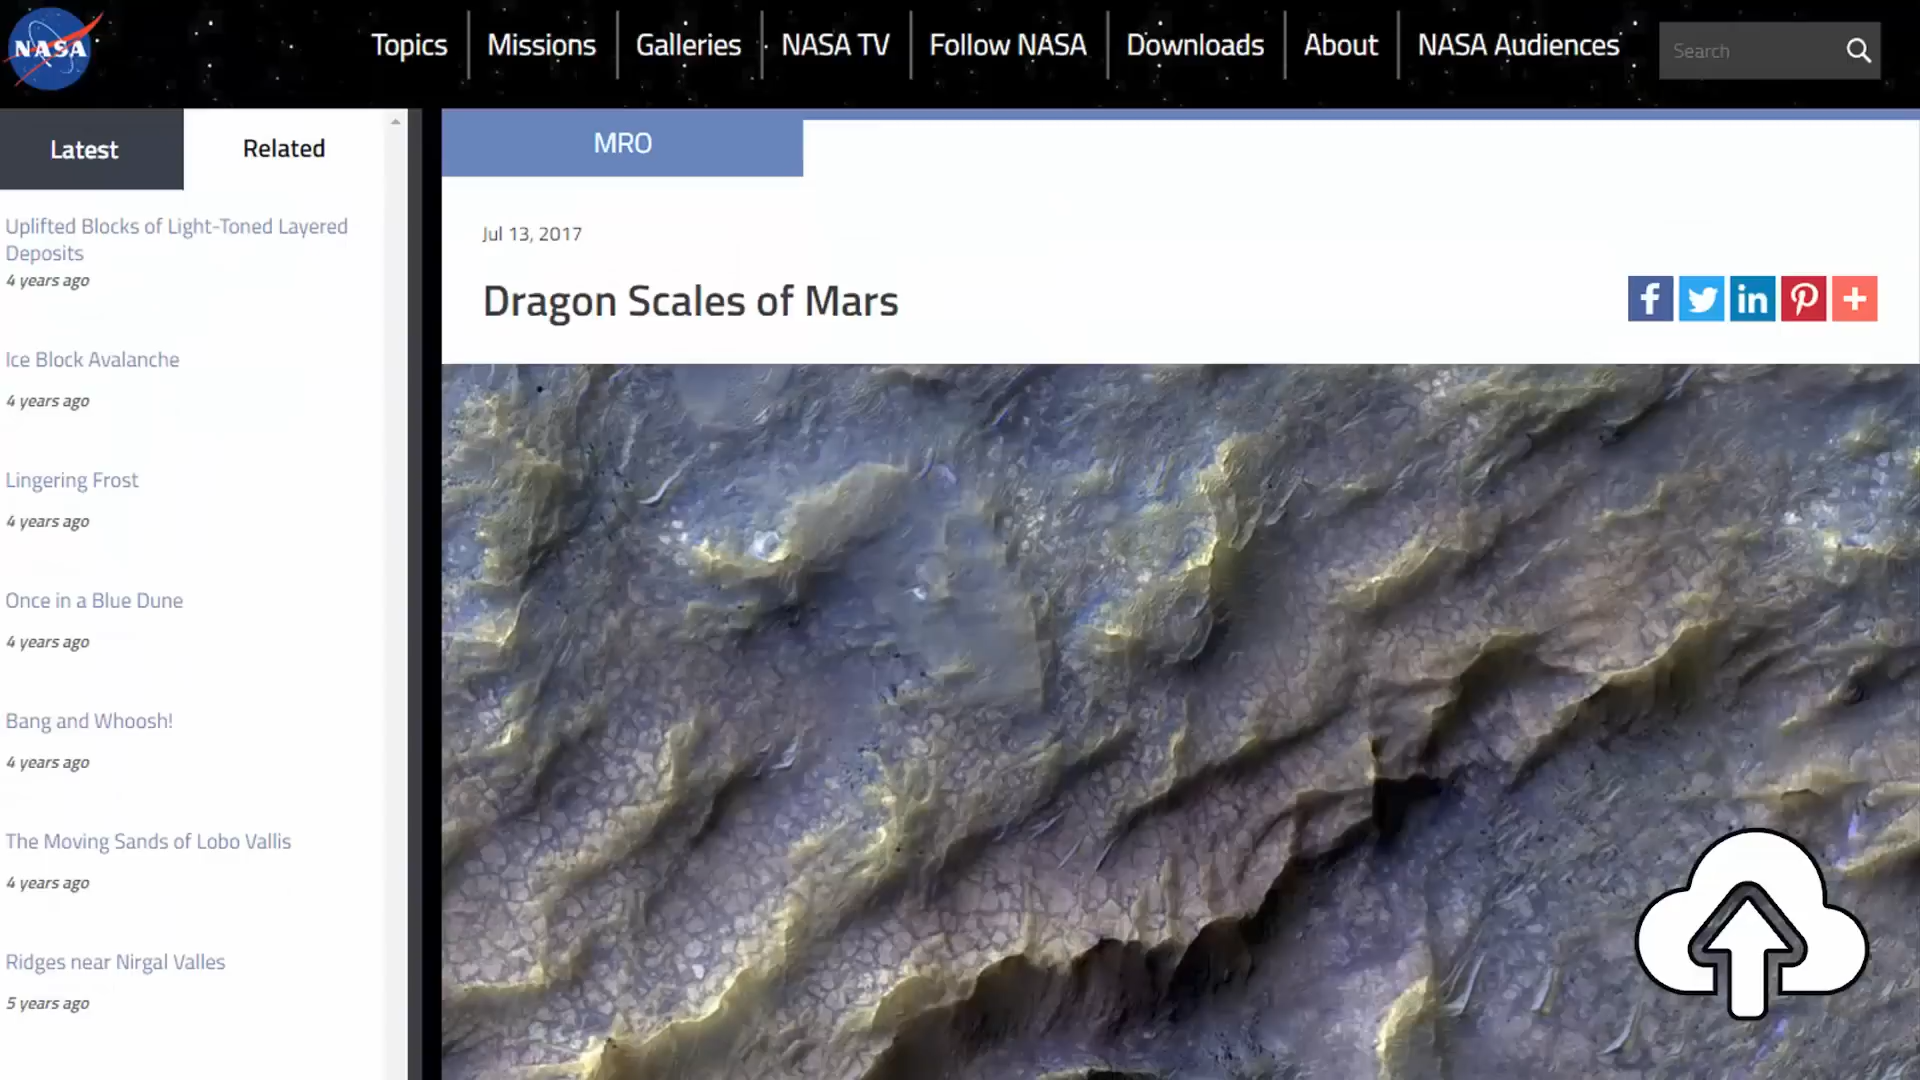 NASA
Topics
Missions
Galleries
NASA TV
Follow NASA
Downloads
About
NASA Audiences
Search
Latest
Related
Uplifted Blocks of Light-Toned Layered
Deposits
4 years ago
Ice Block Avalanche
4 years ago
Lingering Frost
4 years ago
Once in a Blue Dune
4 years ago
Bang and Whoosh!
4 years ago
The Moving Sands of Lobo Vallis
4 years ago
Ridges near Nirgal Valles
5 years ago
MRO
Jul 13, 2017
Dragon Scales of Mars